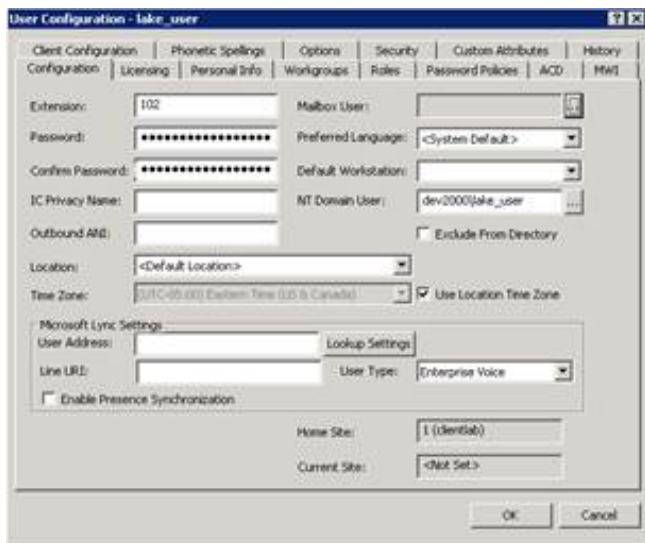 User Configuration - lake_user
Client Configuration Phonetic Spellings Options Security Custom Attributes History
Configuration Licensing Personal Info Workgroups Roles Password Policies ACD MWI
Extension: 102 Mailbox User:
Password: ••••••••••••••••• Preferred Language: <System Default>
Confirm Password: ••••••••••••••••• Default Workstation:
IC Privacy Name: NT Domain User: dev2000\lake_user ...
Outbound ANI: Exclude From Directory
Location: <Default Location>
Time Zone: (UTC-05:00) Eastern Time (US & Canada) Use Location Time Zone
Microsoft Lync Settings
User Address: Lookup Settings
Line URI: User Type: Enterprise Voice
Enable Presence Synchronization
Home Site: 1 (clientlab)
Current Site: <Not Set>
OK Cancel